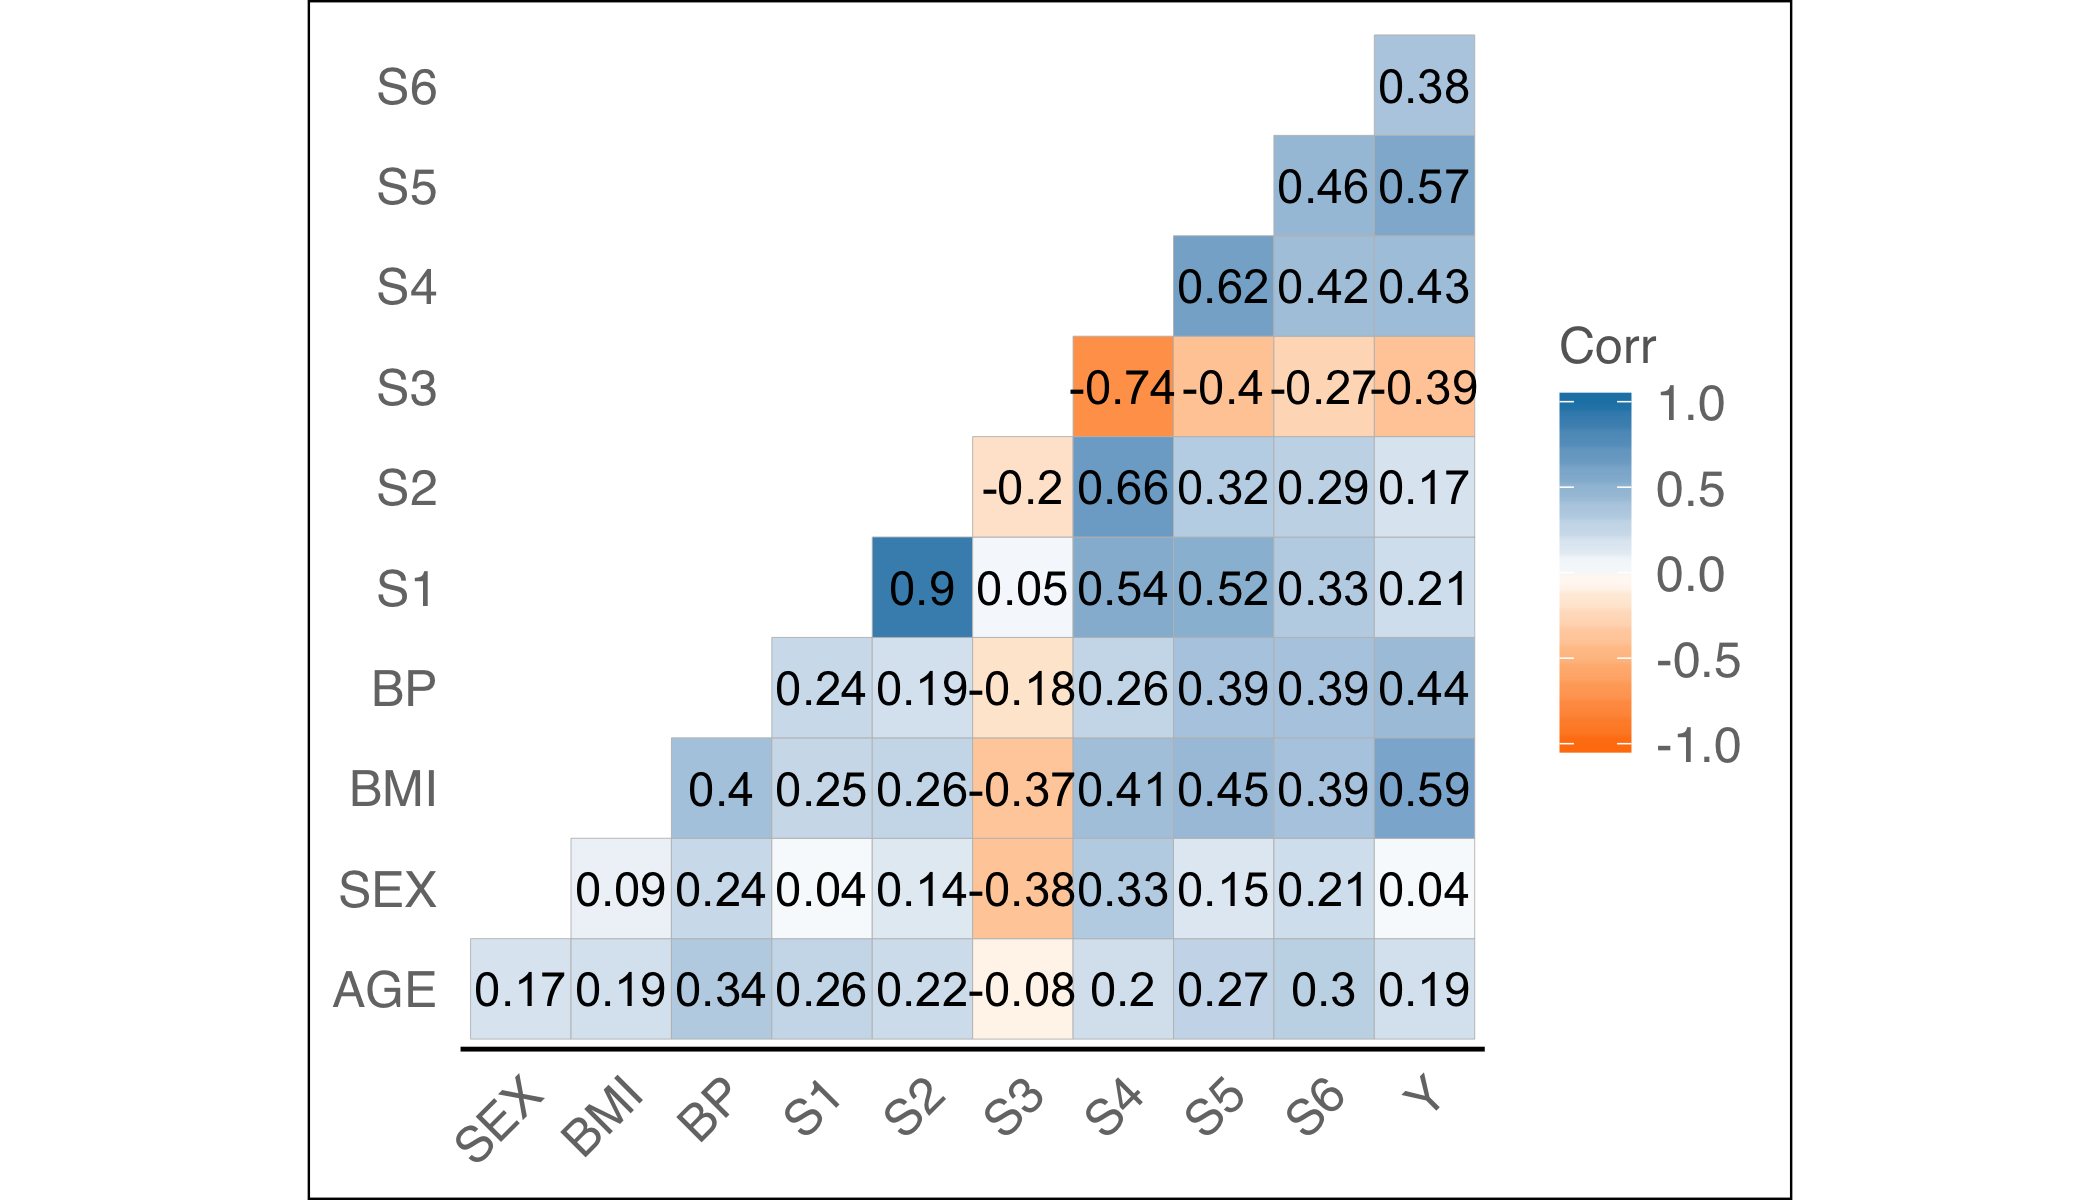 S6 0.38
S5 0.46 0.57
S4 0.62 0.42 0.43
S3 -0.74 -0.4 -0.27 -0.39
S2 -0.2 0.66 0.32 0.29 0.17
S1 0.9 0.05 0.54 0.52 0.33 0.21
BP 0.24 0.19 -0.18 0.26 0.39 0.39 0.44
BMI 0.4 0.25 0.26 -0.37 0.41 0.45 0.39 0.59
SEX 0.09 0.24 0.04 0.14 -0.38 0.33 0.15 0.21 0.04
AGE 0.17 0.19 0.34 0.26 0.22 -0.08 0.2 0.27 0.3 0.19
SEX BMI BP S1 S2 S3 S4 S5 S6 Y
Corr
1.0
0.5
0.0
-0.5
-1.0